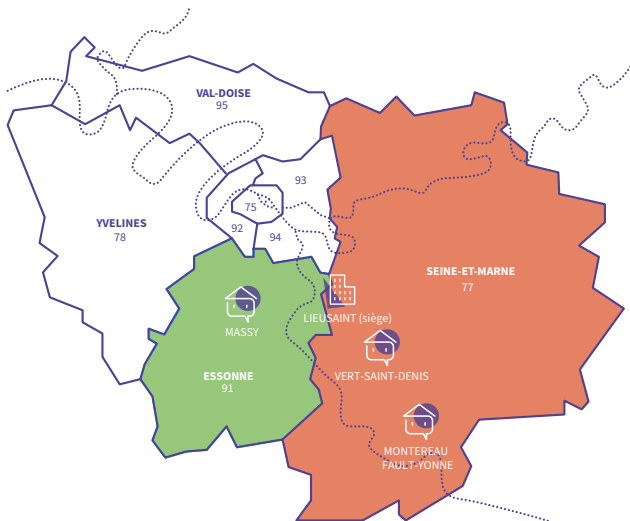 VAL-DOISE
95
93
75
YVELINES
78
92
94
SEINE-ET-MARNE
77
LIEUSAINT (siège)
MASSY
ESSONNE
91
VERT-SAINT-DENIS
MONTEREAU
FAULT-YONNE